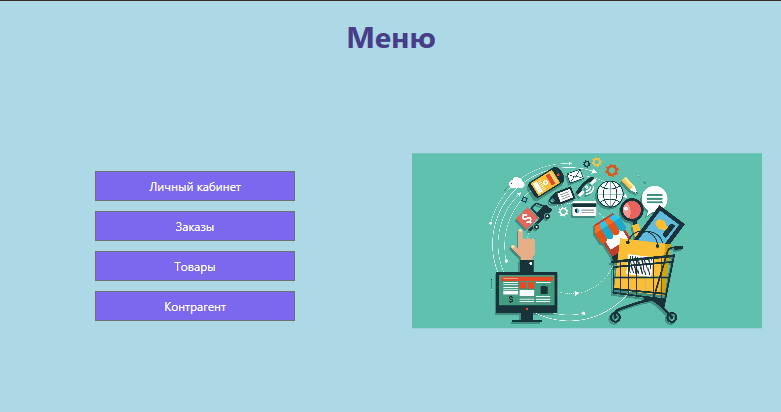 Меню
Личный кабинет
Заказы
Товары
Контрагент
$
$